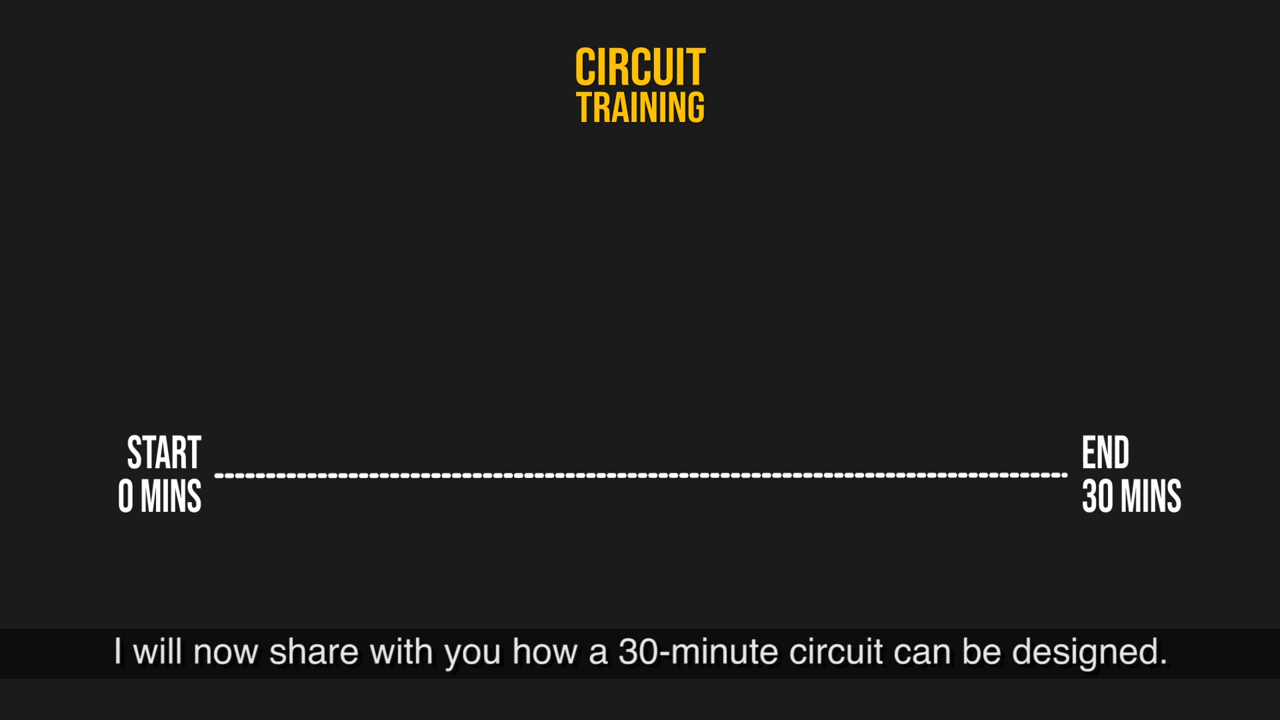 CIRCUIT
TRAINING
START
0 MINS
END
30 MINS
I will now share with you how a 30-minute circuit can be designed.